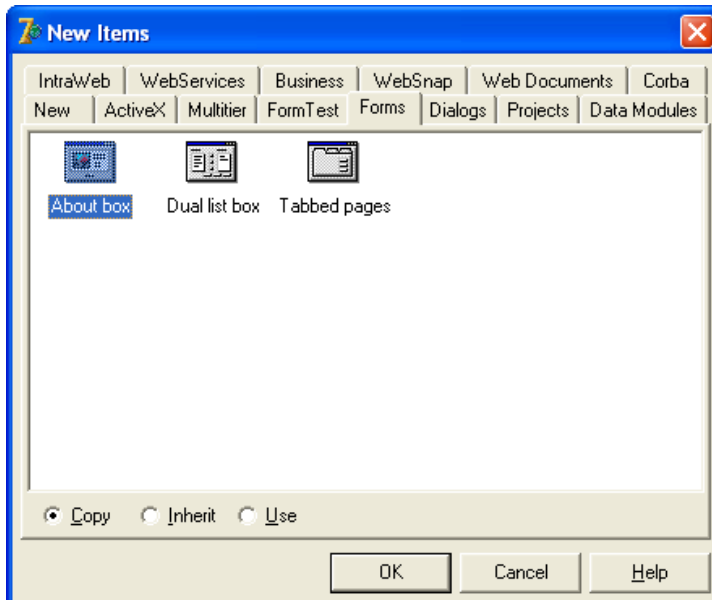 New Items
IntraWeb WebServices Business WebSnap Web Documents Corba
New ActiveX Multitier FormTest Forms Dialogs Projects Data Modules
About box Dual list box Tabbed pages
Copy Inherit Use
OK Cancel Help